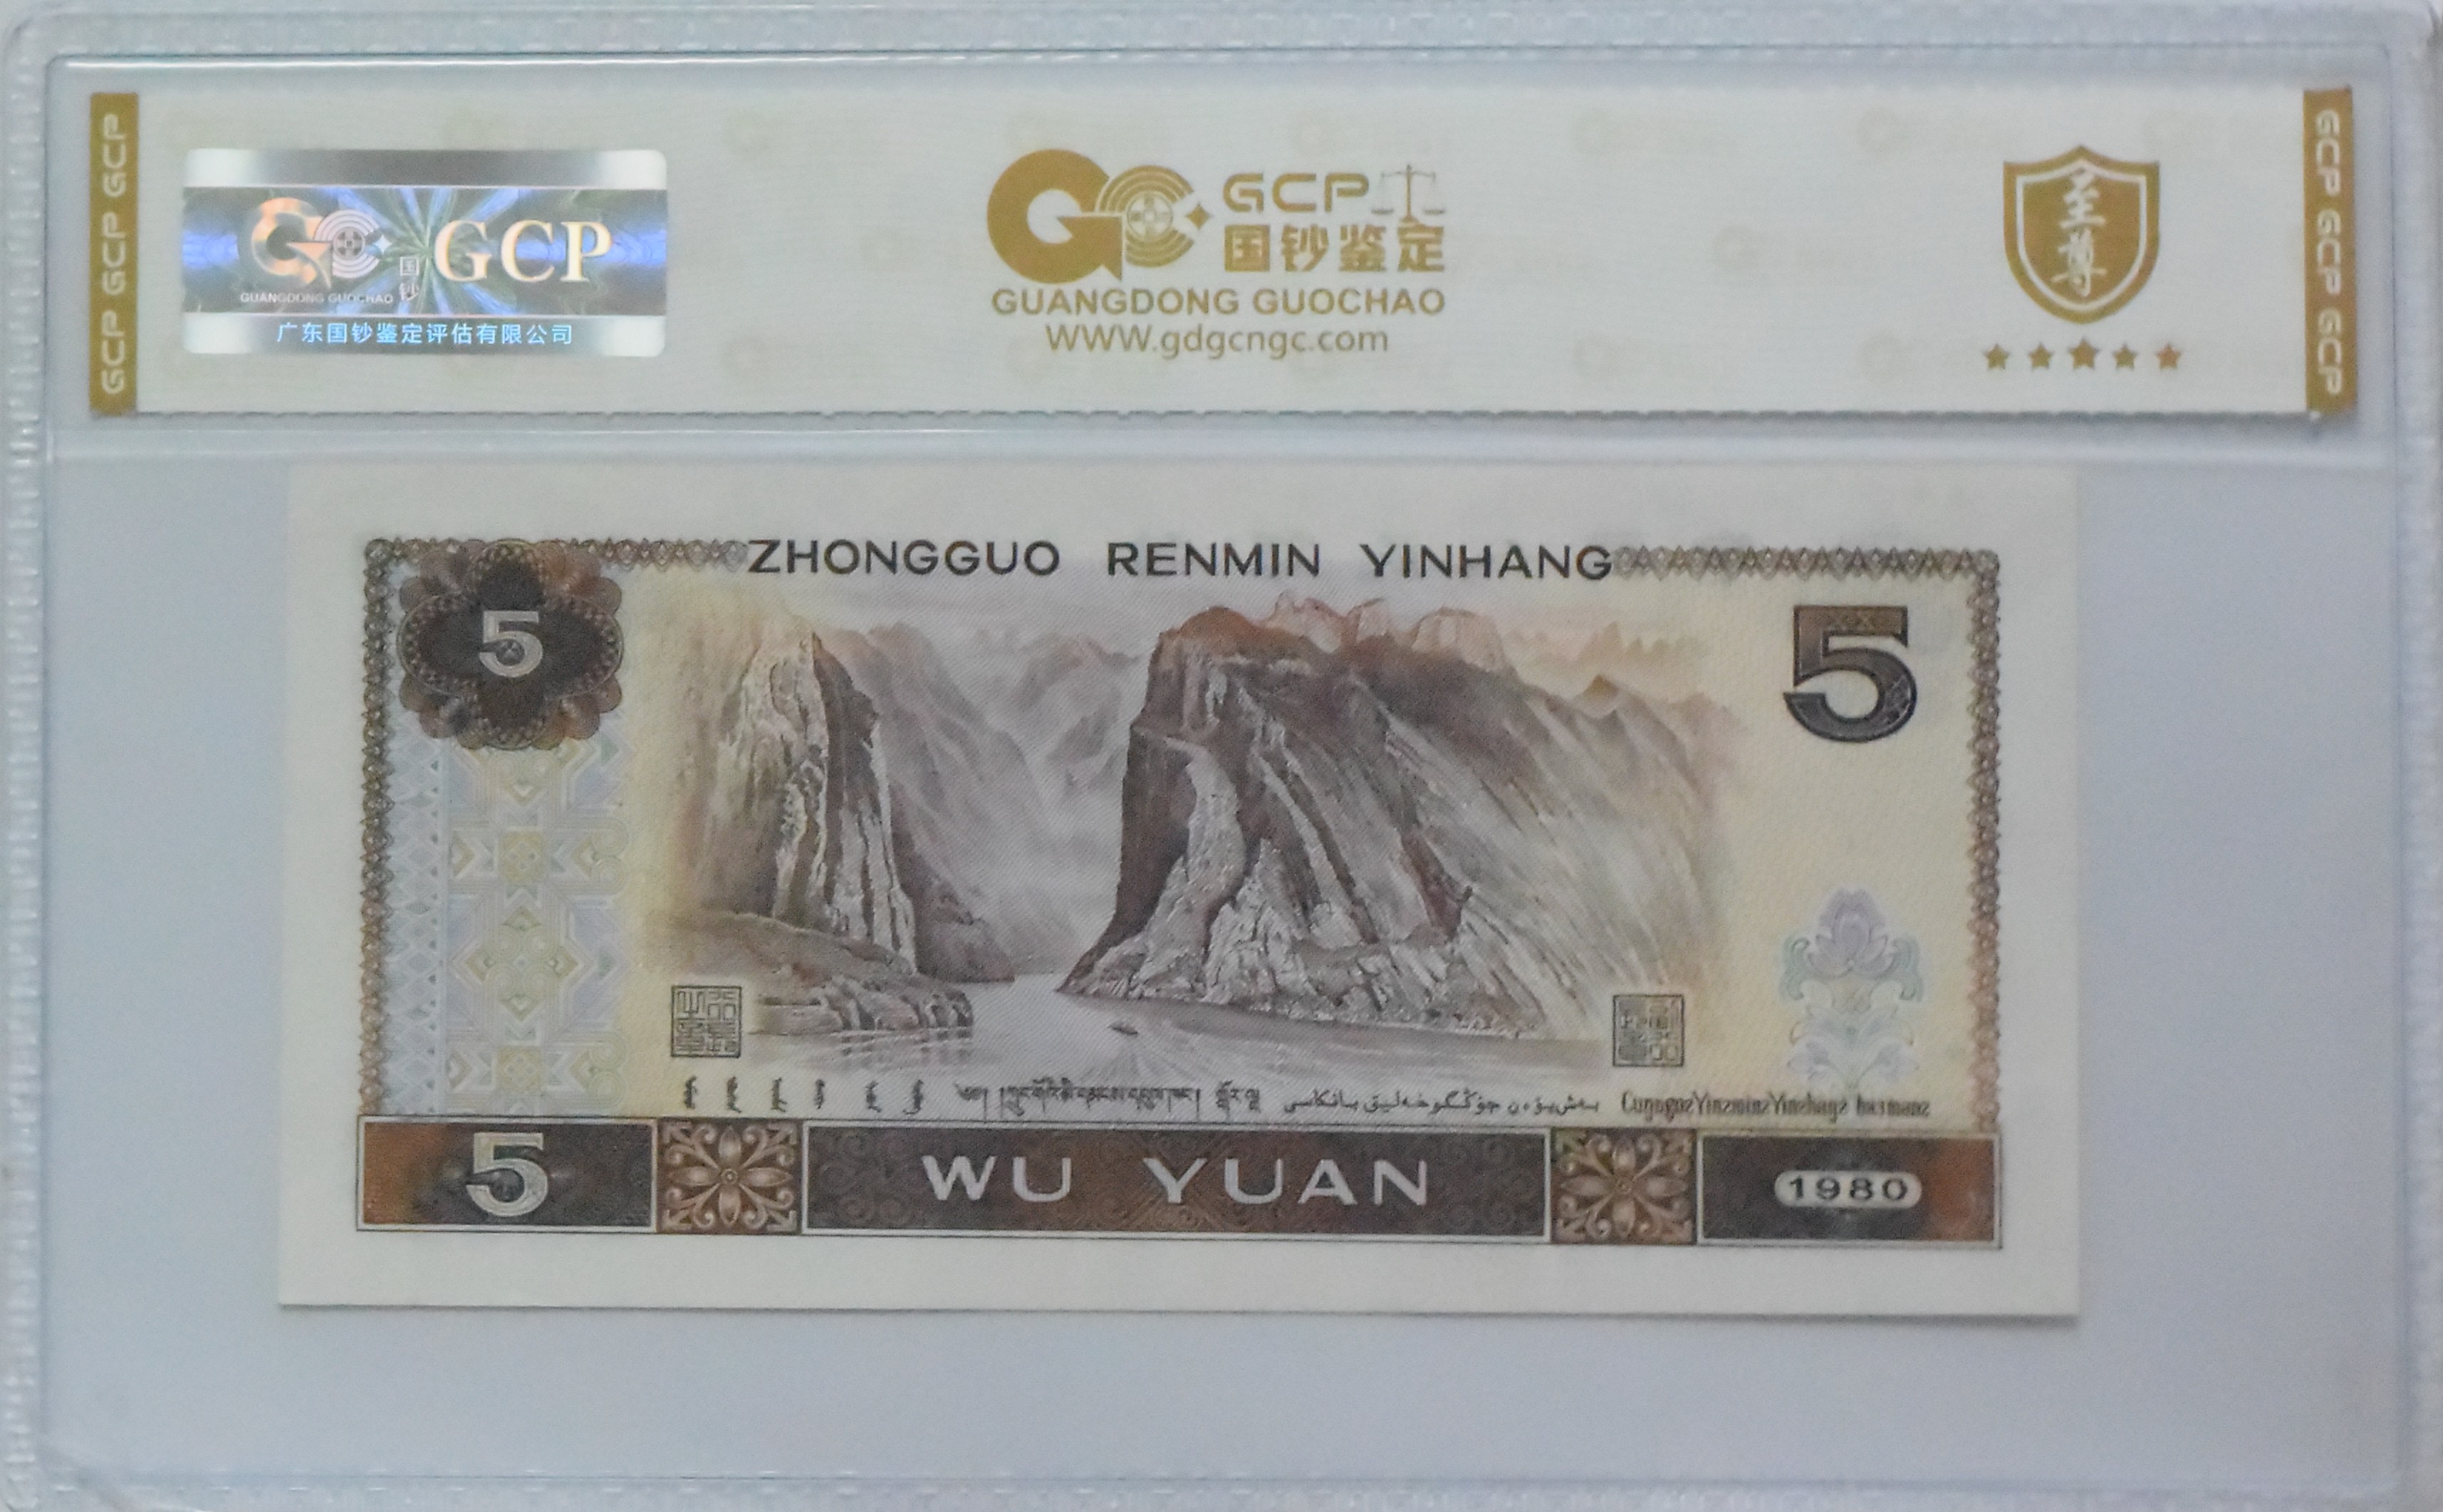 GCP GCP GCP
GCP
国钞
GUANGDONG GUOCHAO
广东国钞鉴定评估有限公司
GCP
国钞鉴定
GUANGDONG GUOCHAO
WWW.gdgcngc.com
至尊
GCP GCP GCP
ZHONGGUO RENMIN YINHANG
5
5
5
WU YUAN
1980